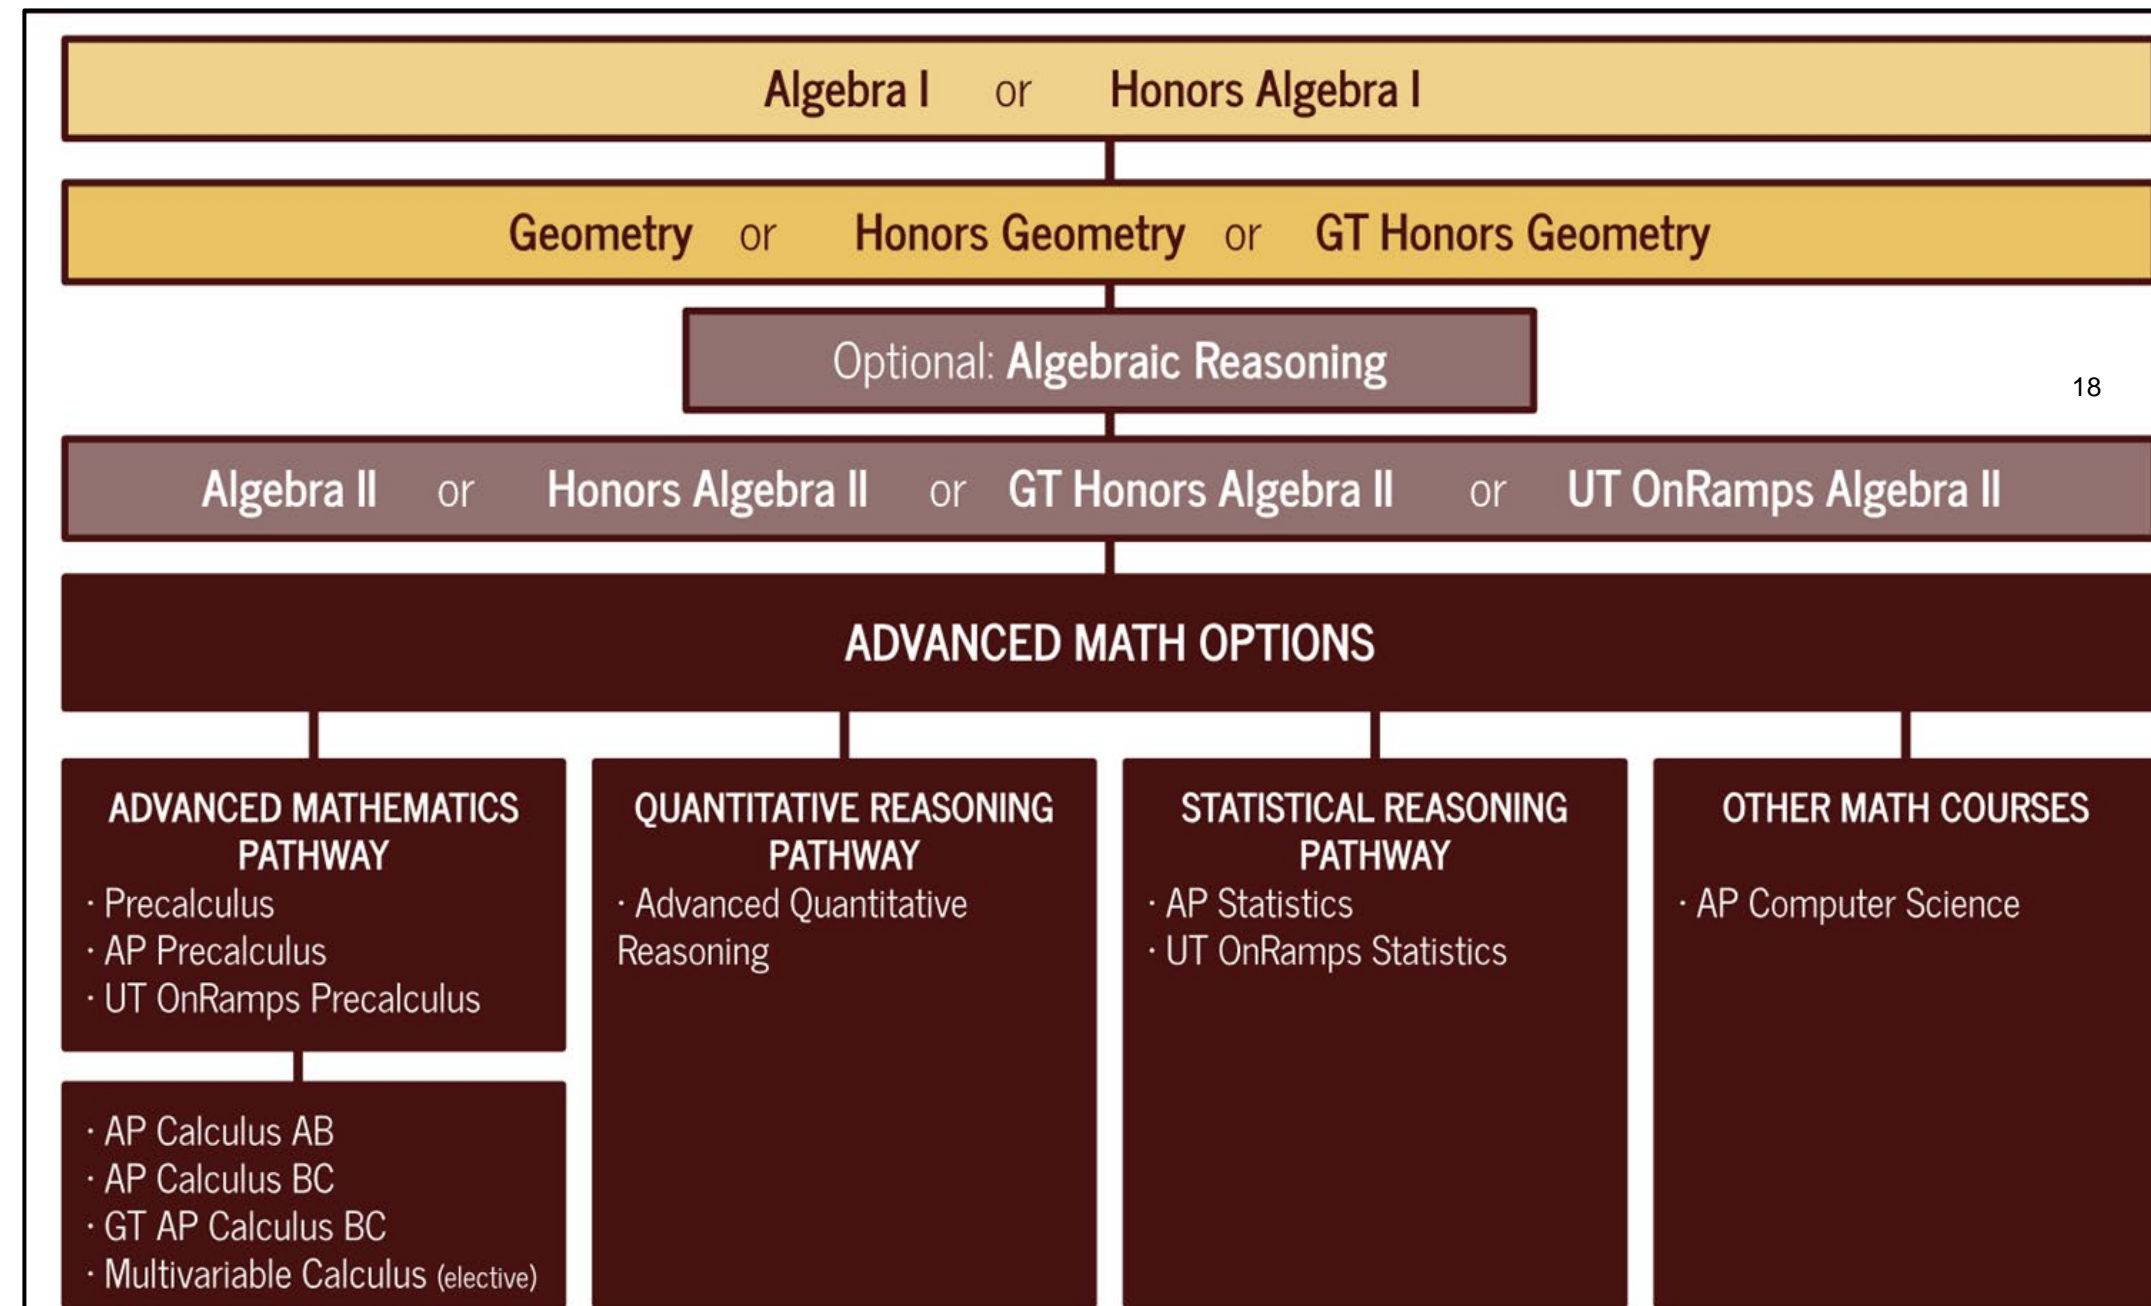 Algebra I or Honors Algebra I
Geometry or Honors Geometry or GT Honors Geometry
Optional: Algebraic Reasoning
18
Algebra II or Honors Algebra II or GT Honors Algebra II or UT OnRamps Algebra II
ADVANCED MATH OPTIONS
ADVANCED MATHEMATICS
PATHWAY
· Precalculus
· AP Precalculus
· UT OnRamps Precalculus
· AP Calculus AB
· AP Calculus BC
· GT AP Calculus BC
· Multivariable Calculus (elective)
QUANTITATIVE REASONING
PATHWAY
· Advanced Quantitative
Reasoning
STATISTICAL REASONING
PATHWAY
· AP Statistics
· UT OnRamps Statistics
OTHER MATH COURSES
· AP Computer Science